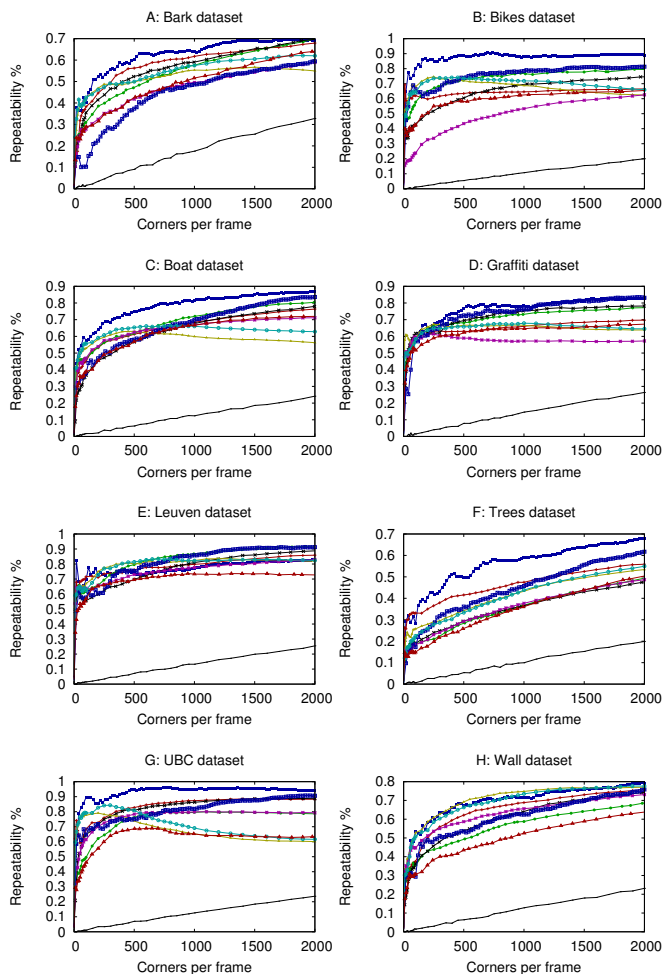 A: Bark dataset
Repeatability %
0.7
0.6
0.5
0.4
0.3
0.2
0.1
0
0 500 1000 1500 2000
Corners per frame
B: Bikes dataset
Repeatability %
1
0.9
0.8
0.7
0.6
0.5
0.4
0.3
0.2
0.1
0
0 500 1000 1500 2000
Corners per frame
C: Boat dataset
Repeatability %
0.9
0.8
0.7
0.6
0.5
0.4
0.3
0.2
0.1
0
0 500 1000 1500 2000
Corners per frame
D: Graffiti dataset
Repeatability %
0.9
0.8
0.7
0.6
0.5
0.4
0.3
0.2
0.1
0
0 500 1000 1500 2000
Corners per frame
E: Leuven dataset
Repeatability %
1
0.9
0.8
0.7
0.6
0.5
0.4
0.3
0.2
0.1
0
0 500 1000 1500 2000
Corners per frame
F: Trees dataset
Repeatability %
0.7
0.6
0.5
0.4
0.3
0.2
0.1
0
0 500 1000 1500 2000
Corners per frame
G: UBC dataset
Repeatability %
1
0.9
0.8
0.7
0.6
0.5
0.4
0.3
0.2
0.1
0
0 500 1000 1500 2000
Corners per frame
H: Wall dataset
Repeatability %
0.8
0.7
0.6
0.5
0.4
0.3
0.2
0.1
0
0 500 1000 1500 2000
Corners per frame